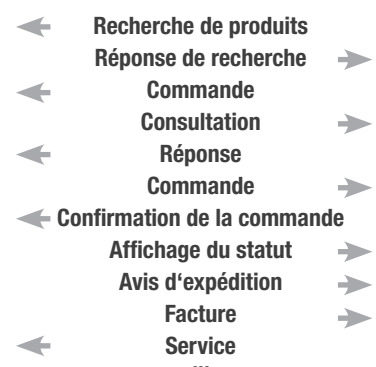 Recherche de produits
Réponse de recherche
Commande
Consultation
Réponse
Commande
Confirmation de la commande
Affichage du statut
Avis d‘expédition
Facture
Service